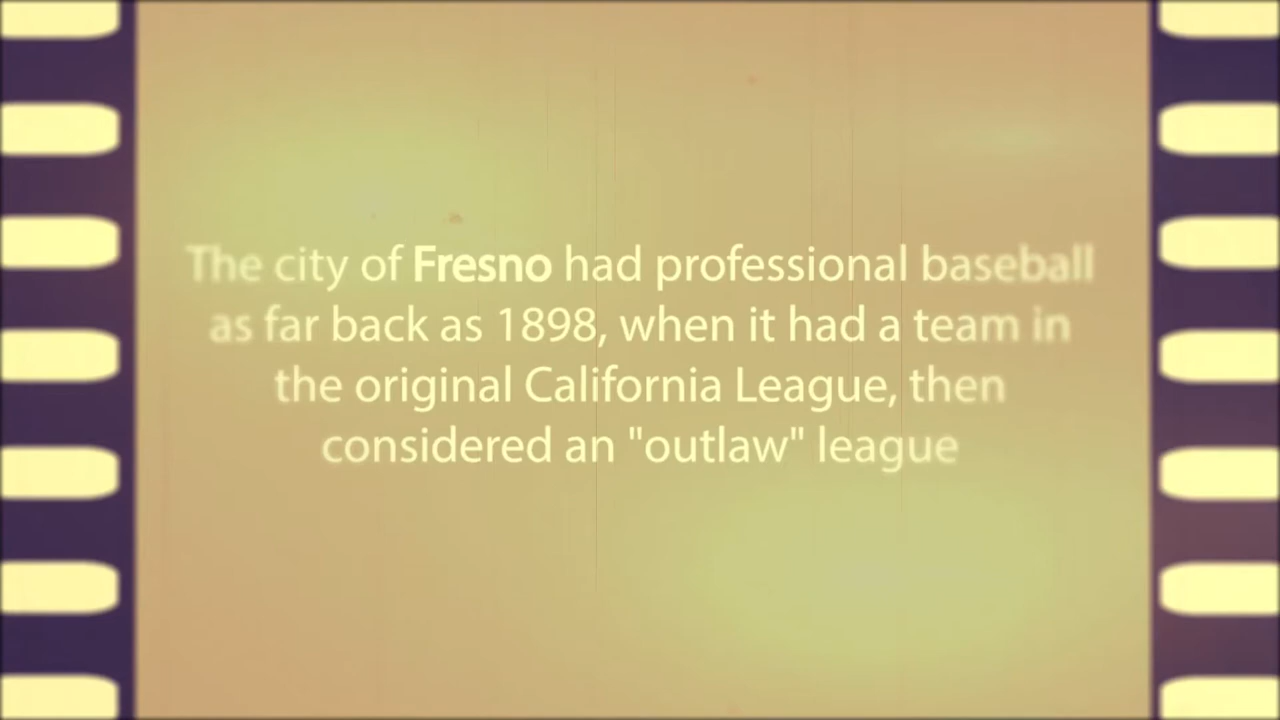 The city of Fresno had professional baseball
as far back as 1898, when it had a team in
the original California League, then
considered an "outlaw" league